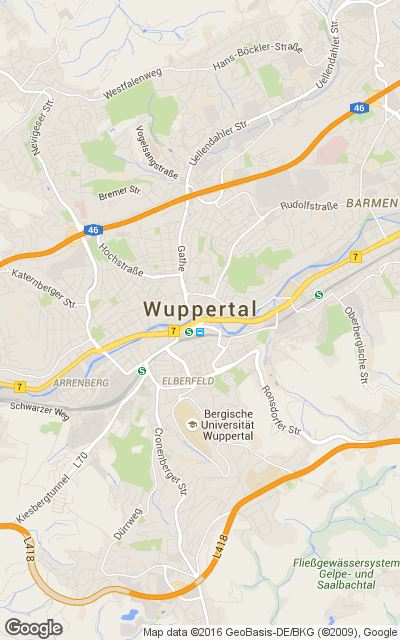 Hans-Böckler-Straße
Uellendahler Str.
Westfalenweg
46
Nevigeser Str.
Vogelsangstraße
Uellendahler Str.
Bremer Str.
Rudolfstraße
BARMEN
46
Hochstraße
Gathe
7
Katernberger Str.
S
Wuppertal
Oberbergische Str.
7
S
S
ARRENBERG
ELBERFELD
7
Schwarzer Weg
Ronsdorfer Str.
Bergische
Universität
Wuppertal
Cronenberger Str.
L70
Kiesbergtunnel
Dürrweg
L418
L418
Fließgewässersystem
Gelpe- und
Saalbachtal
Google
Map data ©2016 GeoBasis-DE/BKG (©2009), Google